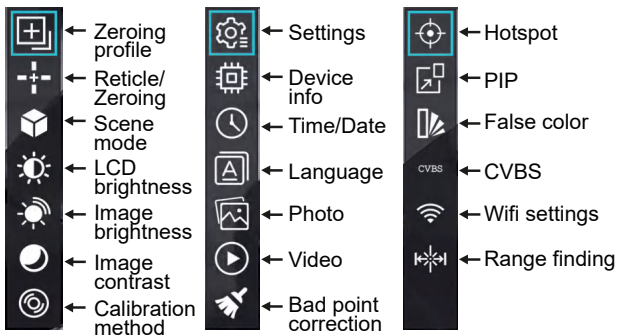 Zeroing
profile
Reticle/
Zeroing
Scene
mode
LCD
brightness
Image
brightness
Image
contrast
Calibration
method
Settings
Device
info
Time/Date
A
Language
Photo
Video
Bad point
correction
Hotspot
PIP
False color
CVBS
CVBS
Wifi settings
Range finding